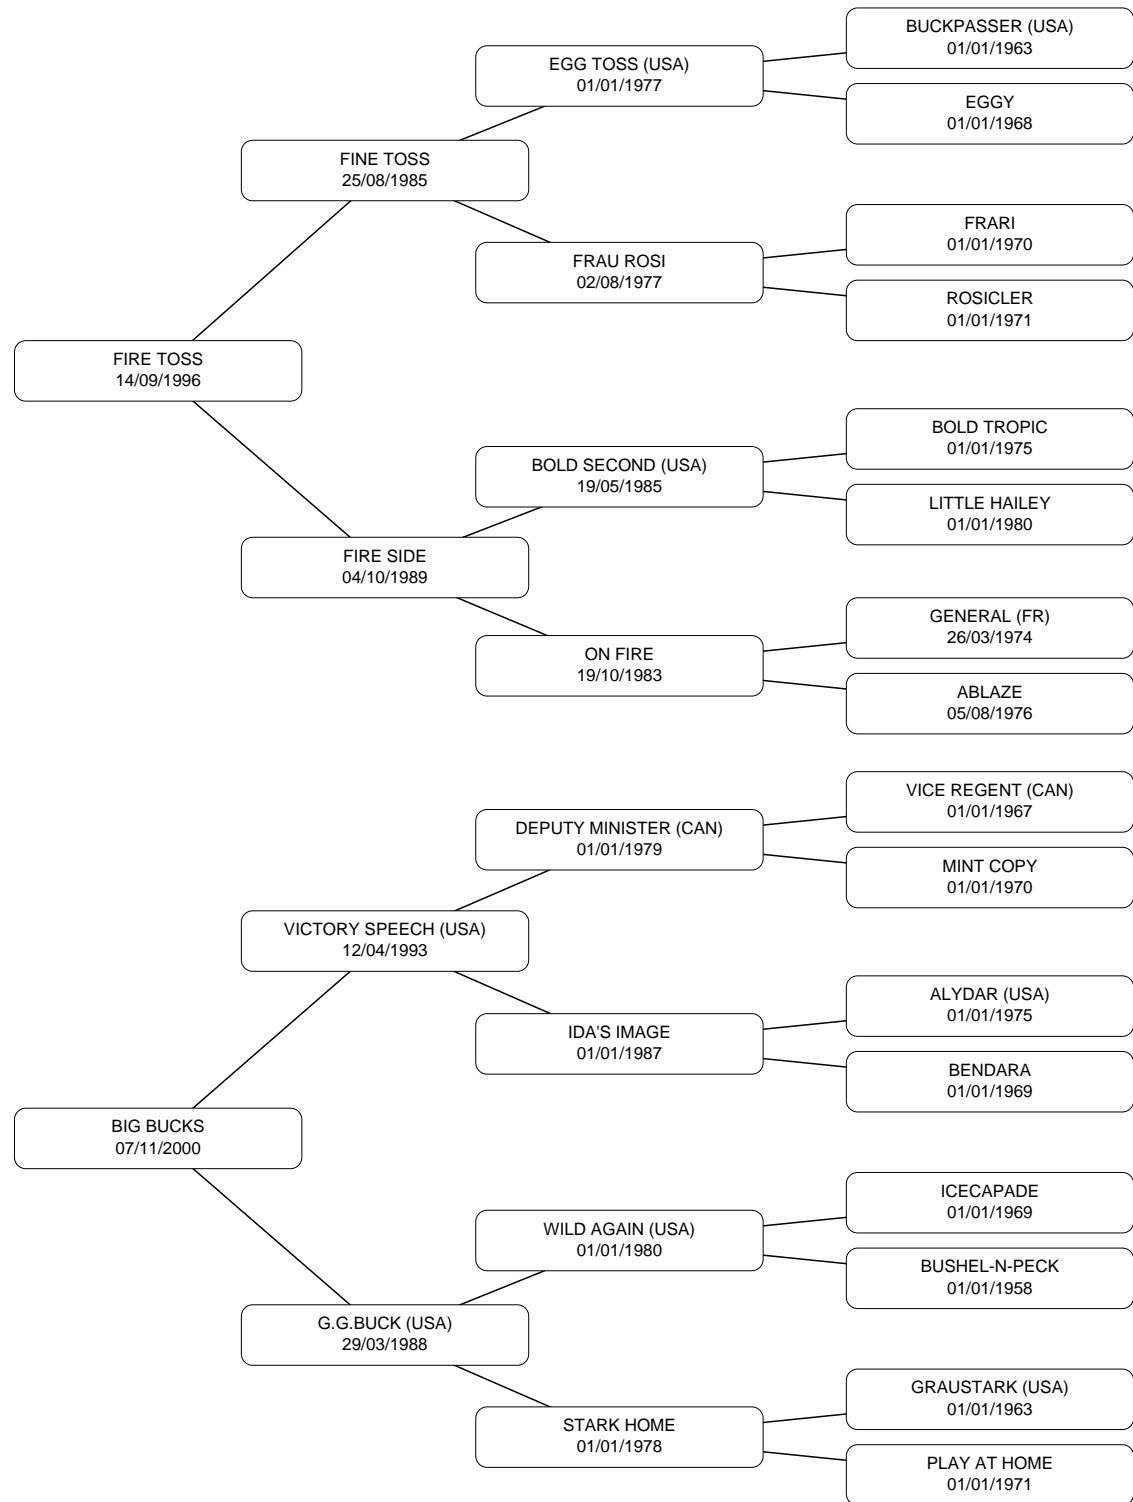 BUCKPASSER (USA)
01/01/1963
EGG TOSS (USA)
01/01/1977
EGGY
01/01/1968
FINE TOSS
25/08/1985
FRARI
01/01/1970
FRAU ROSI
02/08/1977
ROSICLER
01/01/1971
FIRE TOSS
14/09/1996
BOLD TROPIC
01/01/1975
BOLD SECOND (USA)
19/05/1985
LITTLE HAILEY
01/01/1980
FIRE SIDE
04/10/1989
GENERAL (FR)
26/03/1974
ON FIRE
19/10/1983
ABLAZE
05/08/1976
VICE REGENT (CAN)
01/01/1967
DEPUTY MINISTER (CAN)
01/01/1979
MINT COPY
01/01/1970
VICTORY SPEECH (USA)
12/04/1993
ALYDAR (USA)
01/01/1975
IDA'S IMAGE
01/01/1987
BENDARA
01/01/1969
BIG BUCKS
07/11/2000
ICECAPADE
01/01/1969
WILD AGAIN (USA)
01/01/1980
BUSHEL-N-PECK
01/01/1958
G.G.BUCK (USA)
29/03/1988
GRAUSTARK (USA)
01/01/1963
STARK HOME
01/01/1978
PLAY AT HOME
01/01/1971